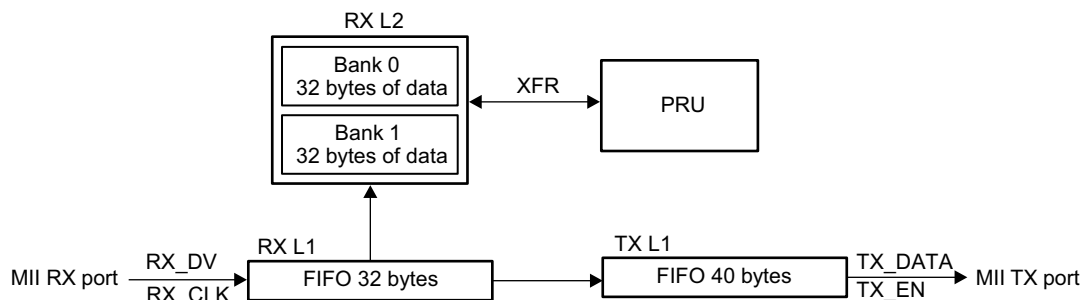 RX L2
Bank 0
32 bytes of data
XFR
PRU
Bank 1
32 bytes of data
RX L1
TX L1
MII RX port
RX_DV
RX_CLK
FIFO 32 bytes
FIFO 40 bytes
TX_DATA
TX_EN
MII TX port